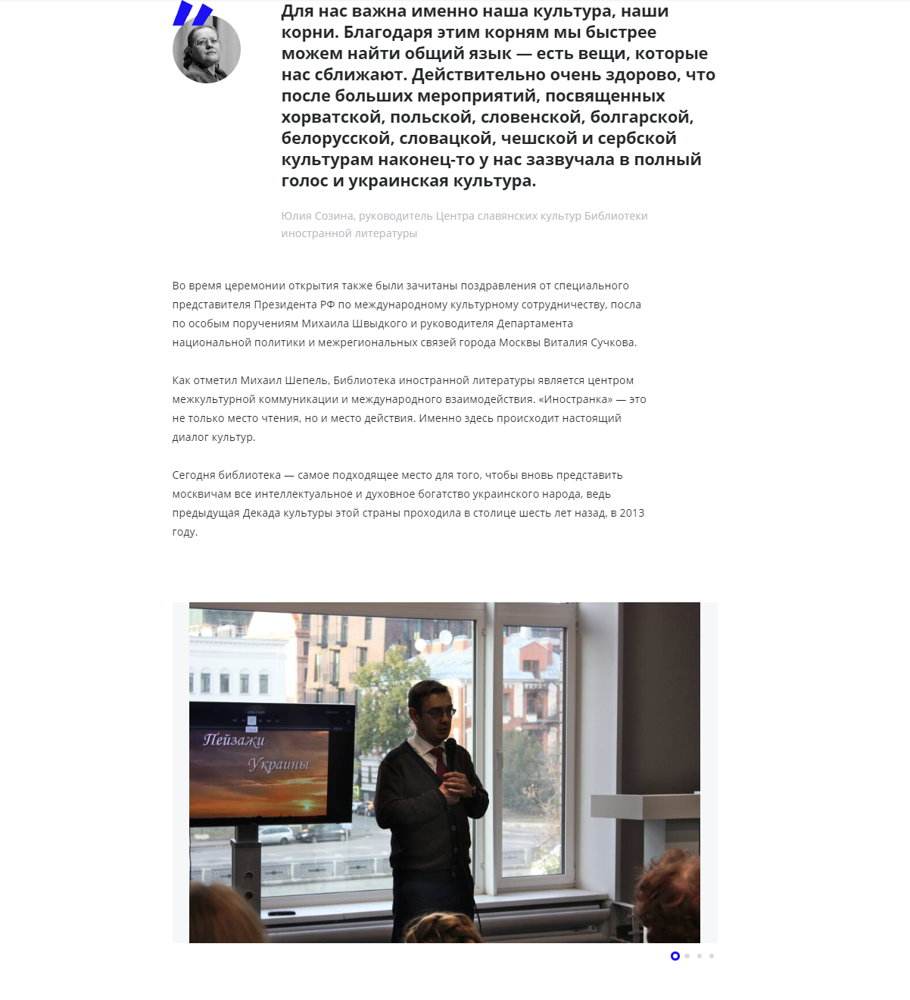 Для нас важна именно наша культура, наши
корни. Благодаря этим корням мы быстрее
можем найти общий язык — есть вещи, которые
нас сближают. Действительно очень здорово, что
после больших мероприятий, посвященных
хорватской, польской, словенской, болгарской,
белорусской, словацкой, чешской и сербской
культурам наконец-то у нас зазвучала в полный
голос и украинская культура.
Юлия Созина, руководитель Центра славянских культур Библиотеки
иностранной литературы
Во время церемонии открытия также были зачитаны поздравления от специального
представителя Президента РФ по международному культурному сотрудничеству, посла
по особым поручениям Михаила Швыдкого и руководителя Департамента
национальной политики и межрегиональных связей города Москвы Виталия Сучкова.
Как отметил Михаил Шепель, Библиотека иностранной литературы является центром
межкультурной коммуникации и международного взаимодействия. «Иностранка» — это
не только место чтения, но и место действия. Именно здесь происходит настоящий
диалог культур.
Сегодня библиотека — самое подходящее место для того, чтобы вновь представить
москвичам все интеллектуальное и духовное богатство украинского народа, ведь
предыдущая Декада культуры этой страны проходила в столице шесть лет назад, в 2013
году.
Пейзажи
Украины